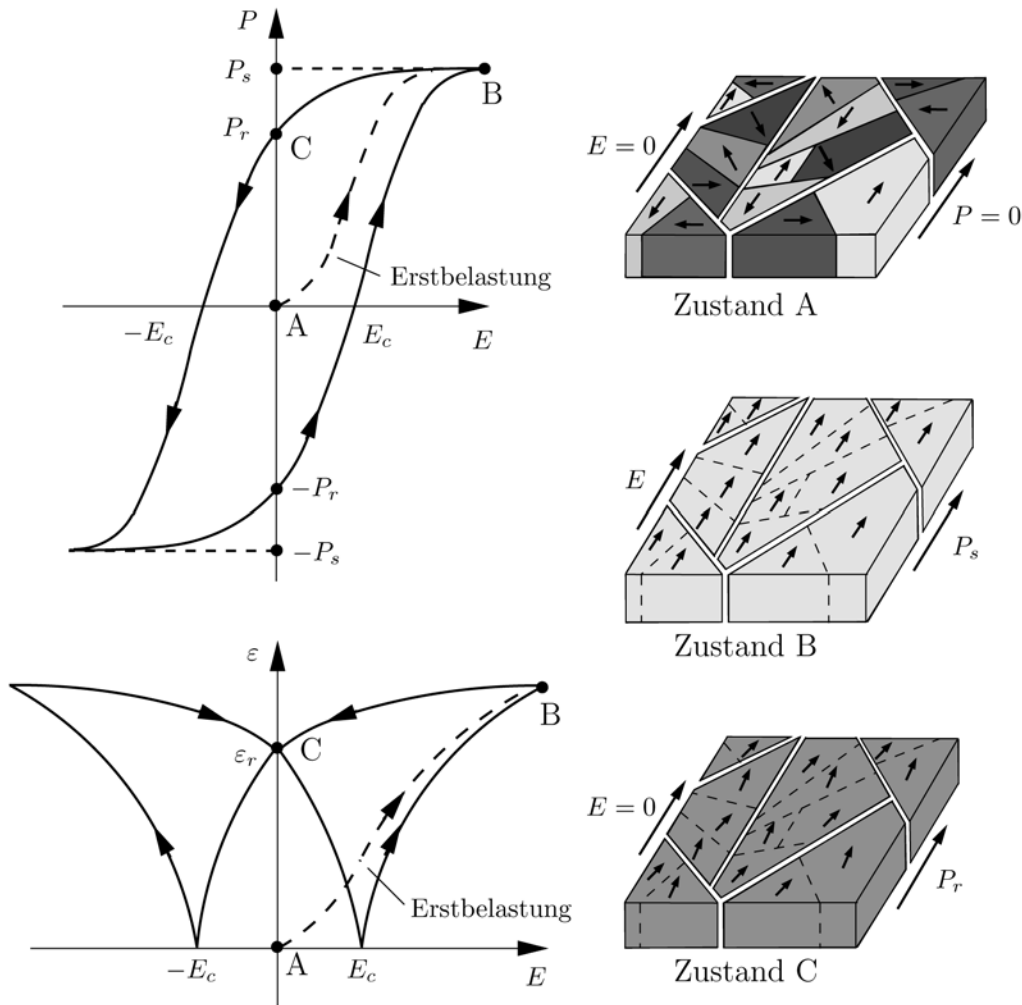 P
P_s
B
P_r
C
Erstbelastung
A
−E_c
E_c
E
−P_r
−P_s
E = 0
P = 0
Zustand A
E
P_s
Zustand B
ε
B
ε_r
C
Erstbelastung
A
−E_c
E_c
E
E = 0
P_r
Zustand C